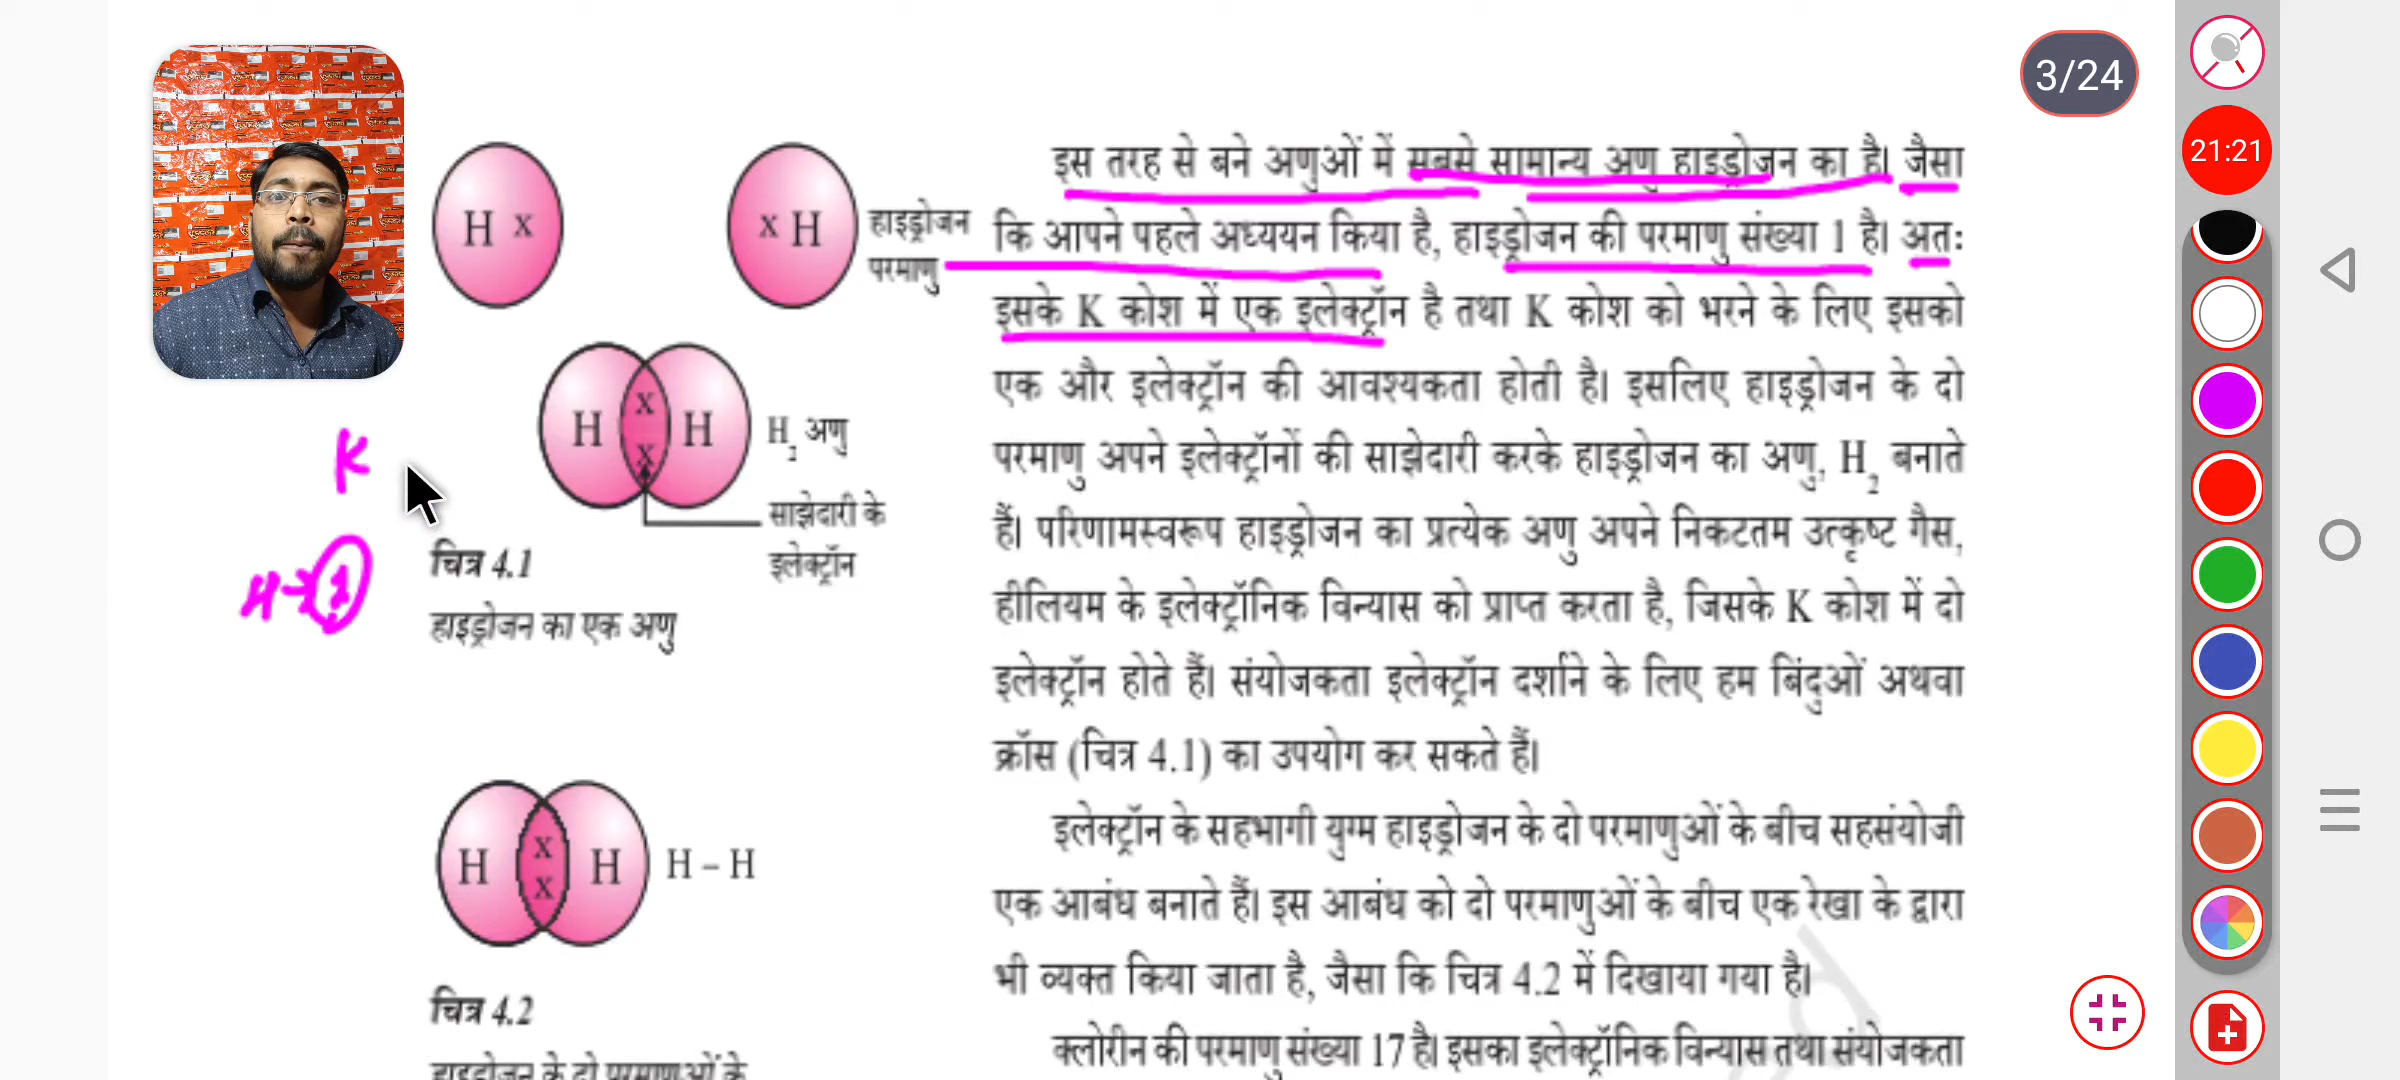 3/24
21:21
H x
x H
हाइड्रोजन
परमाणु
H x x H
H₂ अणु
साझेदारी के
इलेक्ट्रॉन
K
H→1
चित्र 4.1
हाइड्रोजन का एक अणु
H x x H
H – H
चित्र 4.2
हाइड्रोजन के दो परमाणुओं के
इस तरह से बने अणुओं में सबसे सामान्य अणु हाइड्रोजन का है। जैसा
कि आपने पहले अध्ययन किया है, हाइड्रोजन की परमाणु संख्या 1 है। अतः
इसके K कोश में एक इलेक्ट्रॉन है तथा K कोश को भरने के लिए इसको
एक और इलेक्ट्रॉन की आवश्यकता होती है। इसलिए हाइड्रोजन के दो
परमाणु अपने इलेक्ट्रॉनों की साझेदारी करके हाइड्रोजन का अणु, H₂ बनाते
हैं। परिणामस्वरूप हाइड्रोजन का प्रत्येक अणु अपने निकटतम उत्कृष्ट गैस,
हीलियम के इलेक्ट्रॉनिक विन्यास को प्राप्त करता है, जिसके K कोश में दो
इलेक्ट्रॉन होते हैं। संयोजकता इलेक्ट्रॉन दर्शाने के लिए हम बिंदुओं अथवा
क्रॉस (चित्र 4.1) का उपयोग कर सकते हैं।
इलेक्ट्रॉन के सहभागी युग्म हाइड्रोजन के दो परमाणुओं के बीच सहसंयोजी
एक आबंध बनाते हैं। इस आबंध को दो परमाणुओं के बीच एक रेखा के द्वारा
भी व्यक्त किया जाता है, जैसा कि चित्र 4.2 में दिखाया गया है।
क्लोरीन की परमाणु संख्या 17 है। इसका इलेक्ट्रॉनिक विन्यास तथा संयोजकता